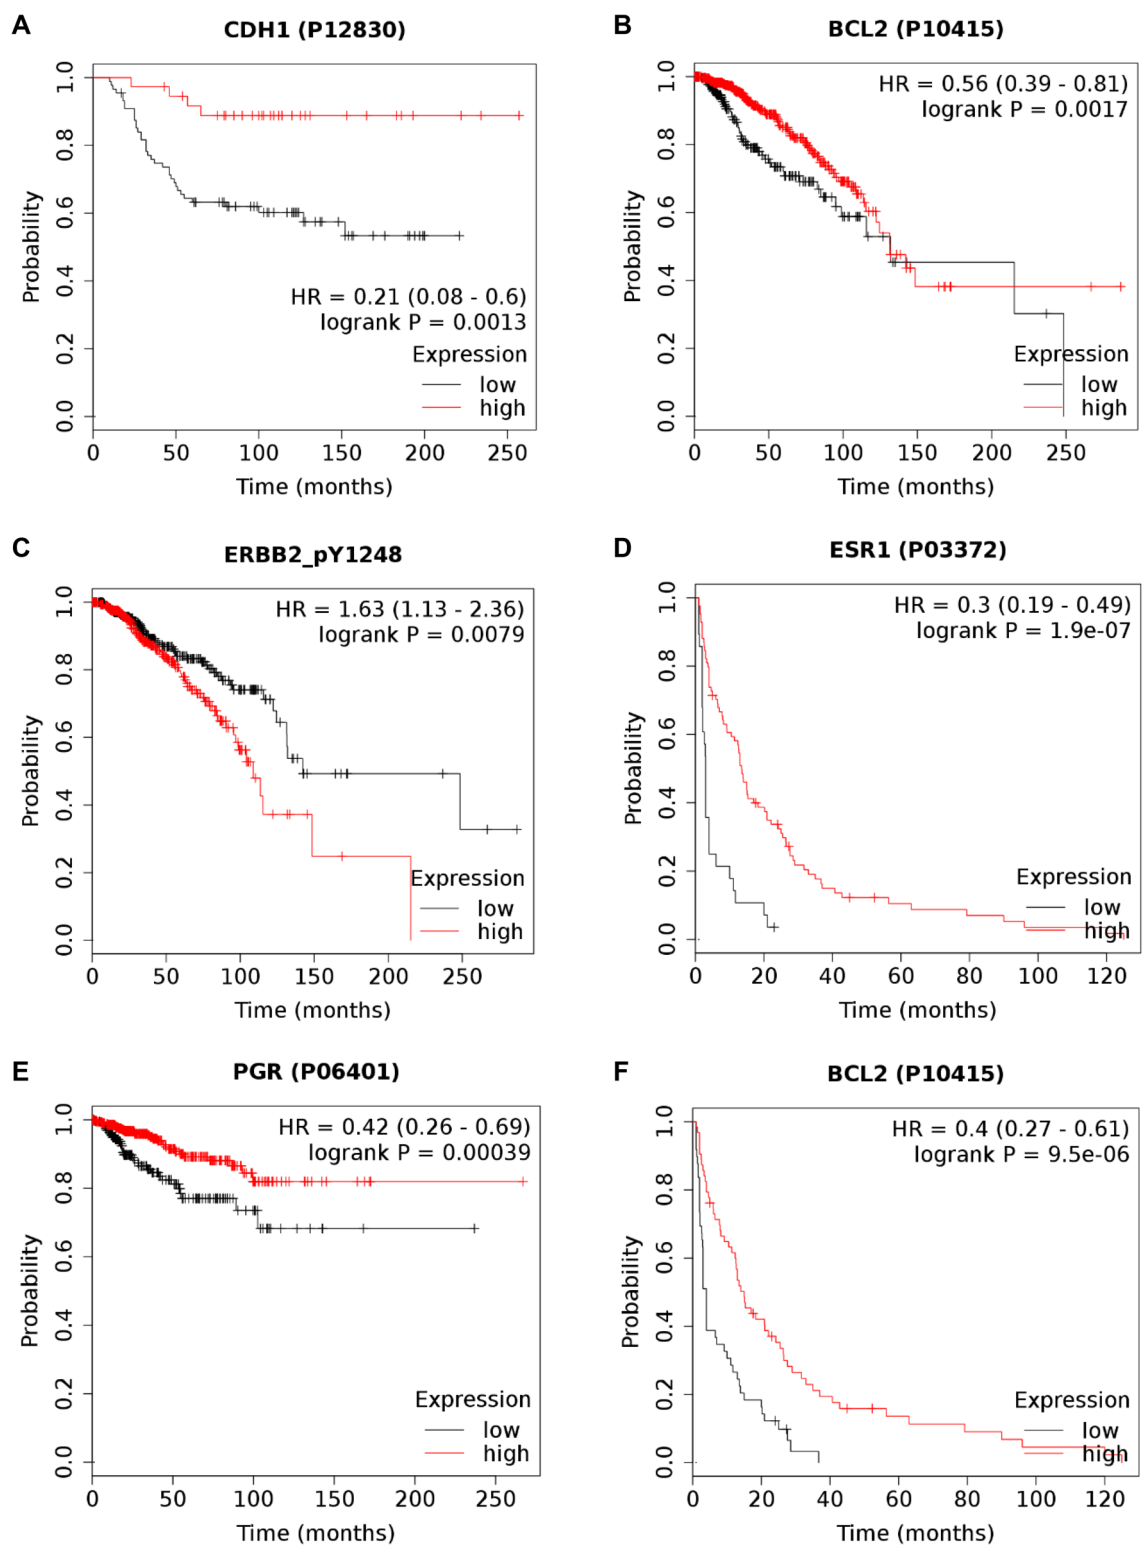 A
CDH1 (P12830)
Probability
1.0
0.8
0.6
0.4
0.2
0.0
HR = 0.21 (0.08 - 0.6)
logrank P = 0.0013
Expression
low
high
0 50 100 150 200 250
Time (months)
B
BCL2 (P10415)
Probability
1.0
0.8
0.6
0.4
0.2
0.0
HR = 0.56 (0.39 - 0.81)
logrank P = 0.0017
Expression
low
high
0 50 100 150 200 250
Time (months)
C
ERBB2_pY1248
Probability
1.0
0.8
0.6
0.4
0.2
0.0
HR = 1.63 (1.13 - 2.36)
logrank P = 0.0079
Expression
low
high
0 50 100 150 200 250
Time (months)
D
ESR1 (P03372)
Probability
1.0
0.8
0.6
0.4
0.2
0.0
HR = 0.3 (0.19 - 0.49)
logrank P = 1.9e-07
Expression
low
high
0 20 40 60 80 100 120
Time (months)
E
PGR (P06401)
Probability
1.0
0.8
0.6
0.4
0.2
0.0
HR = 0.42 (0.26 - 0.69)
logrank P = 0.00039
Expression
low
high
0 50 100 150 200 250
Time (months)
F
BCL2 (P10415)
Probability
1.0
0.8
0.6
0.4
0.2
0.0
HR = 0.4 (0.27 - 0.61)
logrank P = 9.5e-06
Expression
low
high
0 20 40 60 80 100 120
Time (months)